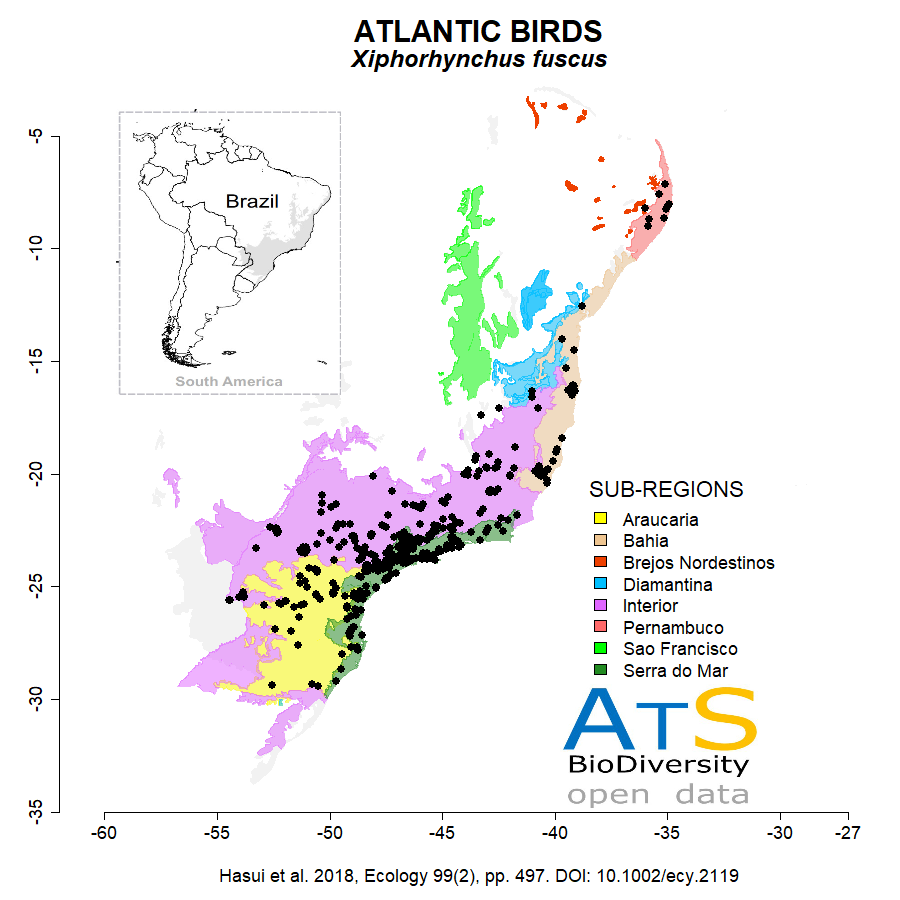 ATLANTIC BIRDS
Xiphorhynchus fuscus
Brazil
South America
-5
-10
-15
-20
-25
-30
-35
SUB-REGIONS
Araucaria
Bahia
Brejos Nordestinos
Diamantina
Interior
Pernambuco
Sao Francisco
Serra do Mar
ATS
BioDiversity
open data
-60 -55 -50 -45 -40 -35 -30 -27
Hasui et al. 2018, Ecology 99(2), pp. 497. DOI: 10.1002/ecy.2119